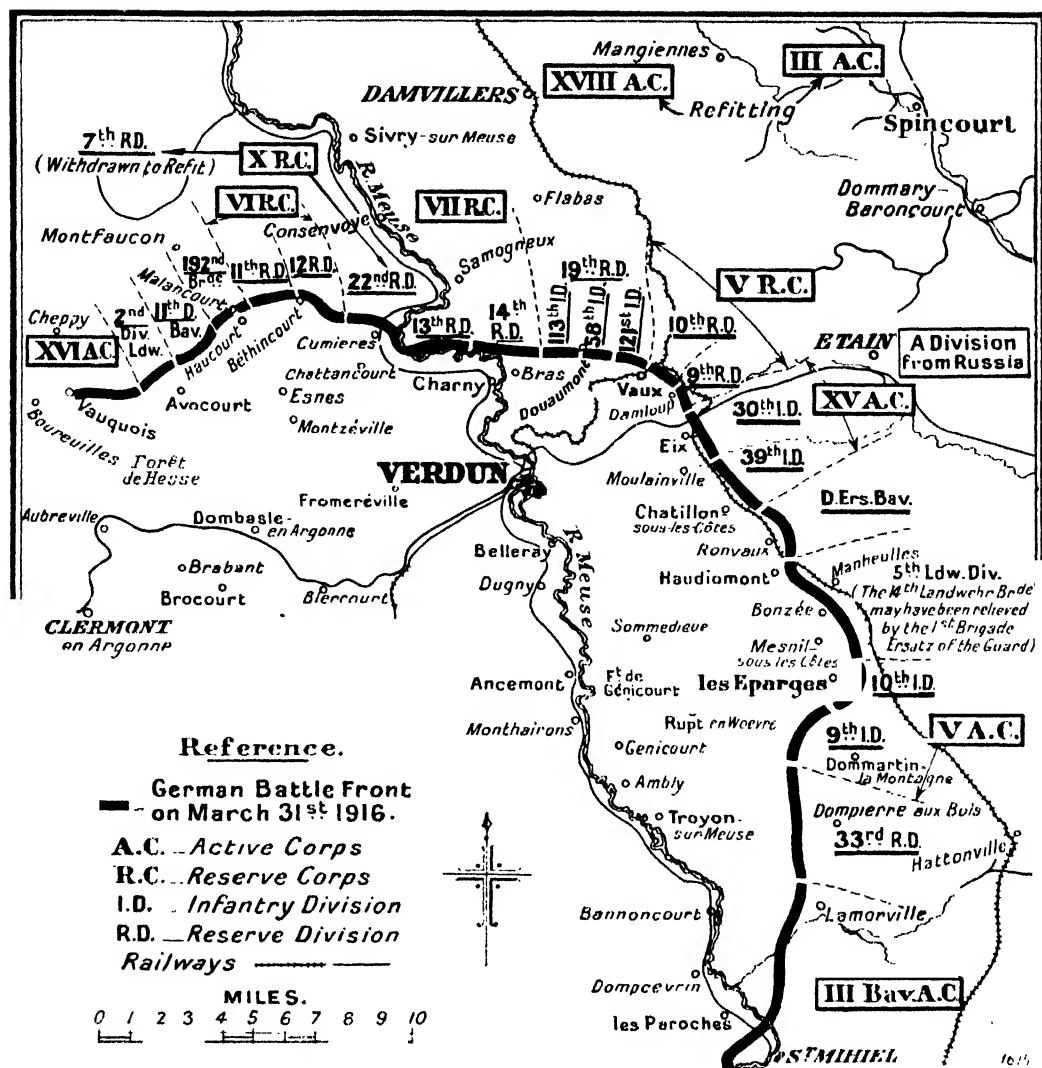 Mangiennes
III A.C.
XVIII A.C.
Refitting
DAMVILLERS
Spincourt
Sivry-sur Meuse
7th R.D.
(Withdrawn to Refit)
X R.C.
R. Meuse
Dommary-
Baroncourt
VI R.C.
VII R.C.
Flabas
Consenvoye
Montfaucon
Samogneux
192nd
Brde
11th R.D.
12 R.D.
22nd R.D.
19th R.D.
V R.C.
Malancourt
2nd
Div.
Ldw.
11th D.
Bav.
13th R.D.
14th
R.D.
113th I.D.
58th I.D.
121st I.D.
10th R.D.
Cheppy
XVI A.C.
Haucourt
Béthincourt
Cumieres
ETAIN
A Division
from Russia
Chattancourt
Charny
Bras
Douaumont
Vaux
9th R.D.
Damloup
XV A.C.
Vauquois
Avocourt
Esnes
Montzéville
30th I.D.
Boureuilles
Eix
39th I.D.
Forêt
de Hesse
VERDUN
Moulainville
Fromeréville
D.Ers.Bav.
Chatillon
sous-les-Côtes
Aubreville
Dombasle-
en Argonne
Ronvaux
Belleray
R. Meuse
Brabant
Dugny
Haudiomont
Manheulles
5th Ldw. Div.
(The 14th Landwehr Brde
may have been relieved
by the 1st Brigade
Ersatz of the Guard)
Brocourt
Blercourt
Bonzée
CLERMONT
en Argonne
Sommedieue
Mesnil-
sous les Côtes
les Eparges
10th I.D.
Ancemont
Ft de
Génicourt
Monthairons
Rupt en Woevre
9th I.D.
V A.C.
Genicourt
Dommartin-
la Montagne
Ambly
Troyon-
sur-Meuse
Dompierre aux Bois
33rd R.D.
Hattonville
Bannoncourt
Lamorville
Dompcevrin
III Bav. A.C.
les Paroches
St MIHIEL
Reference.
German Battle Front
on March 31st 1916.
A.C. Active Corps
R.C. Reserve Corps
I.D. Infantry Division
R.D. Reserve Division
Railways
MILES.
0 1 2 3 4 5 6 7 8 9 10